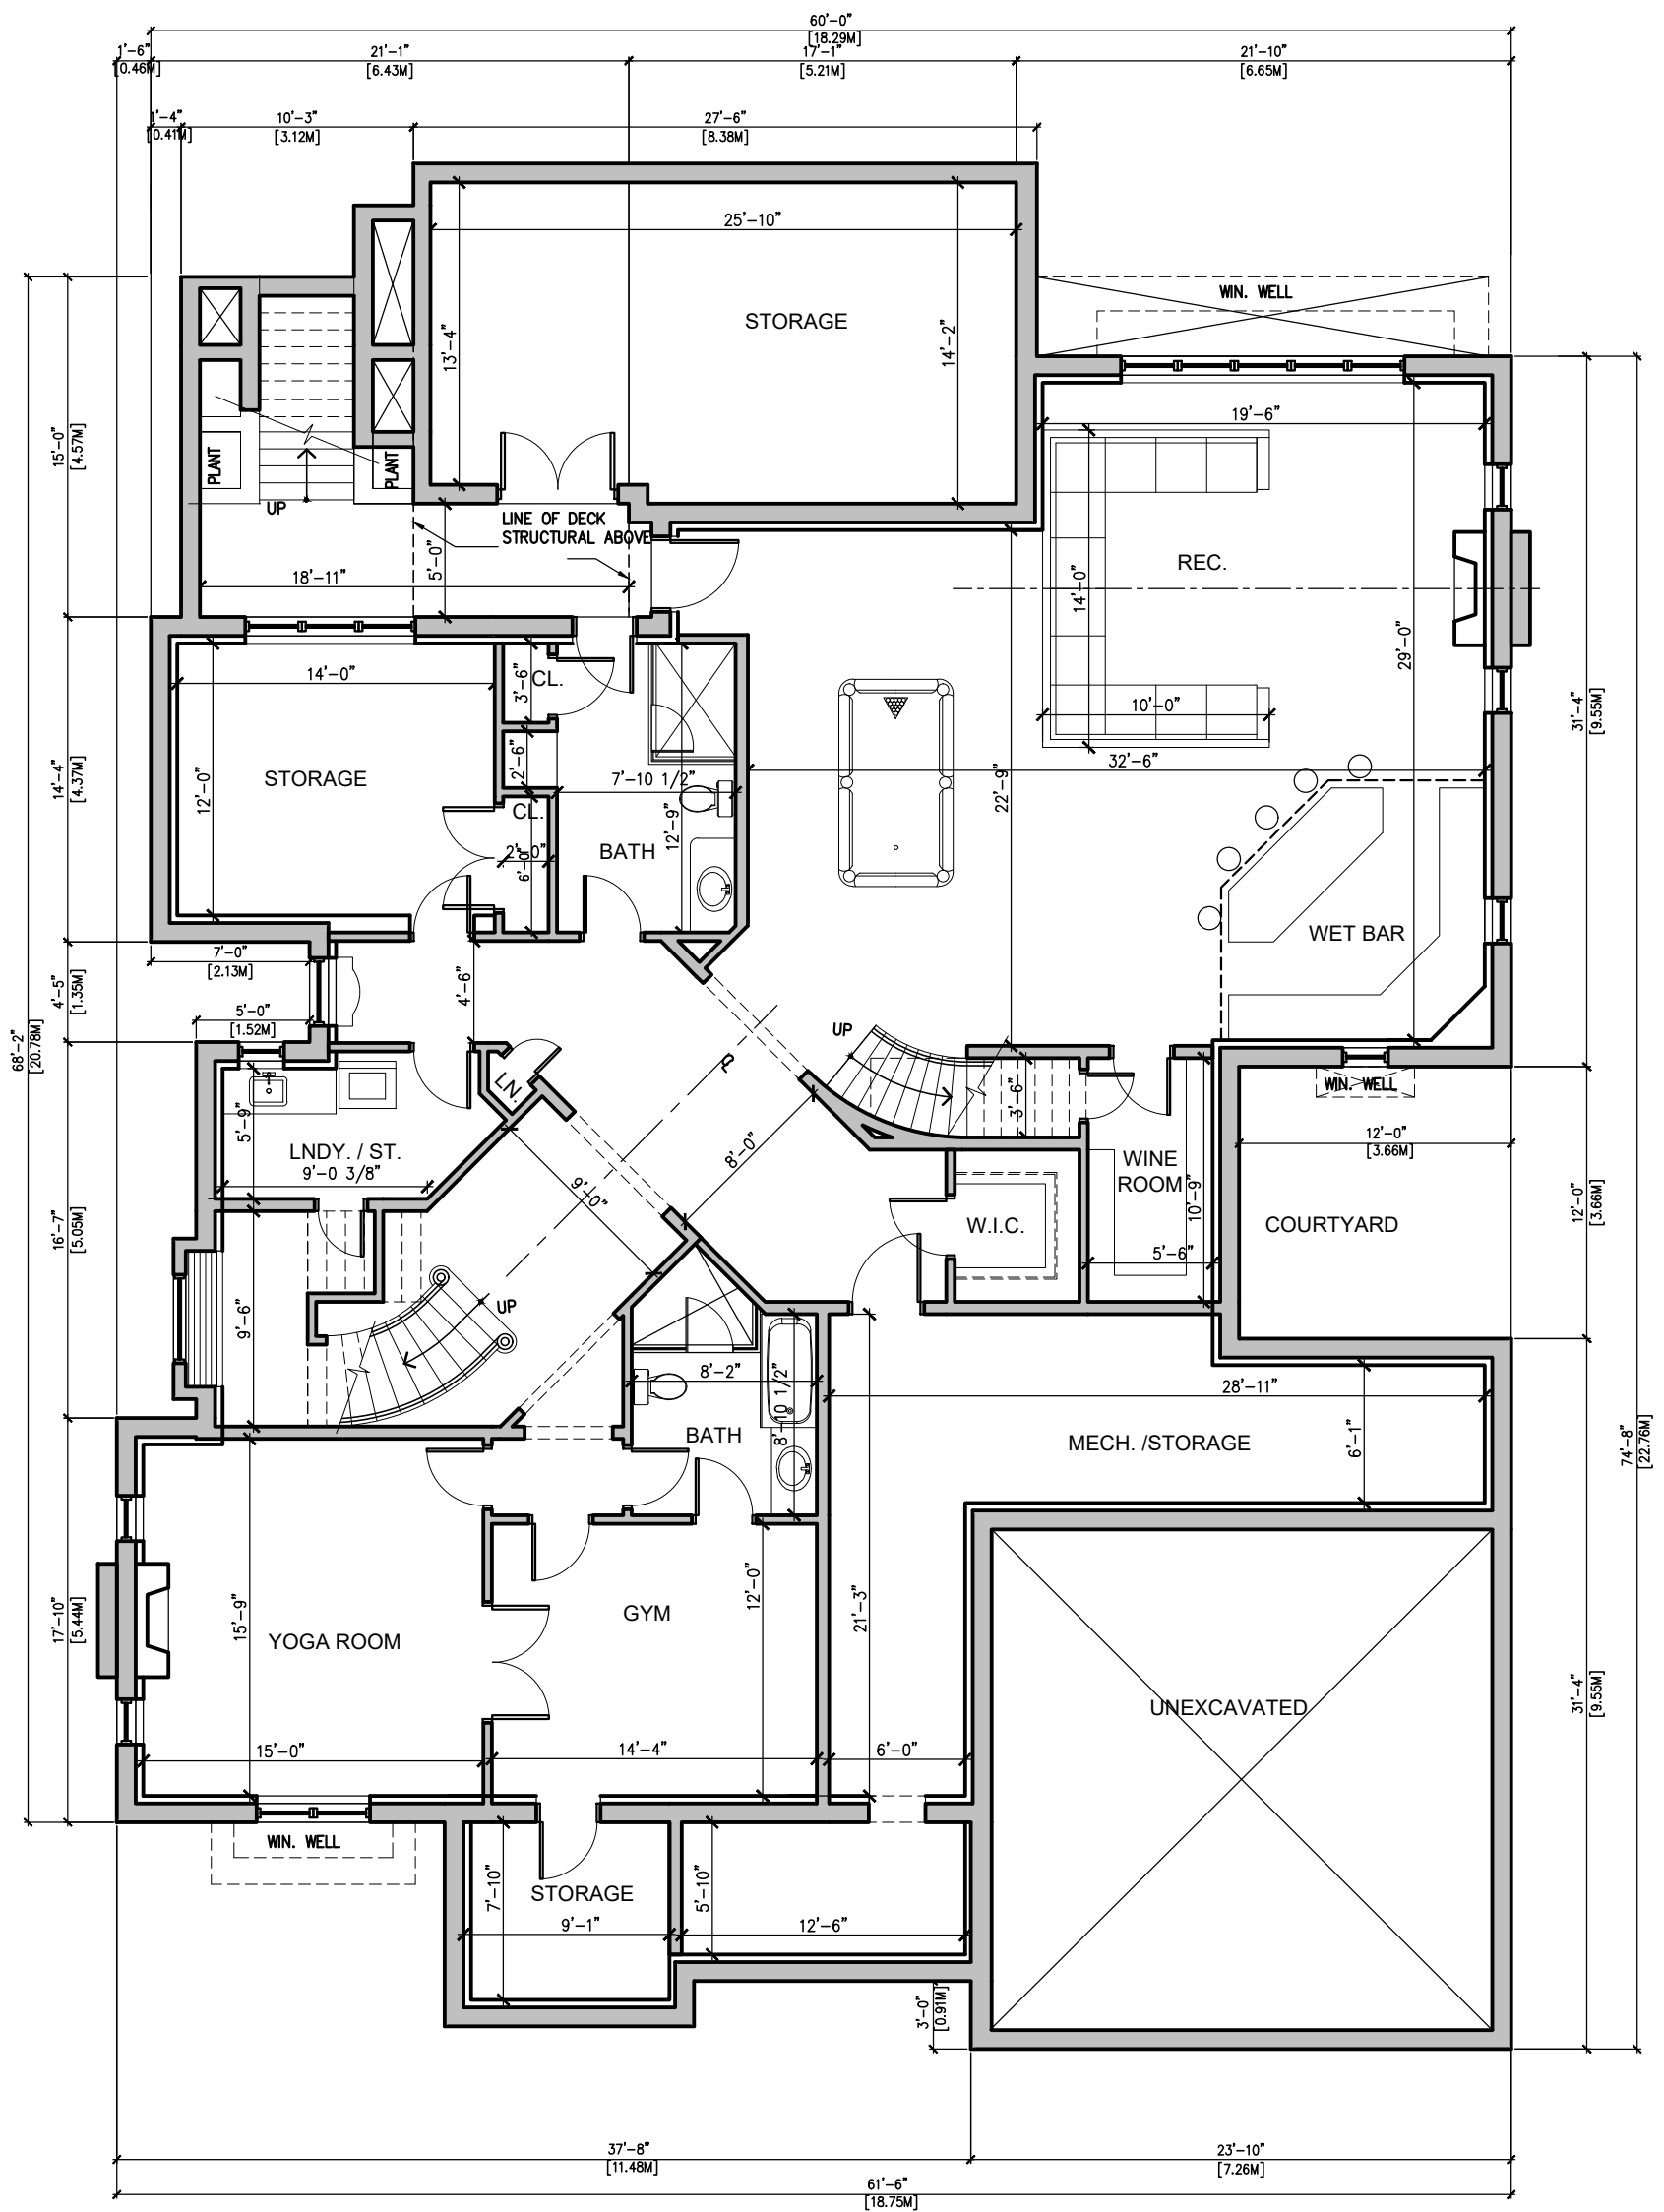 60'-0"
[18.29M]
1'-6"
[0.46M]
21'-1"
[6.43M]
17'-1"
[5.21M]
21'-10"
[6.65M]
1'-4"
[0.41M]
10'-3"
[3.12M]
27'-6"
[8.38M]
25'-10"
WIN. WELL
STORAGE
13'-4"
14'-2"
19'-6"
15'-0"
[4.57M]
PLANT
PLANT
UP
LINE OF DECK
STRUCTURAL ABOVE
5'-0"
18'-11"
REC.
14'-0"
29'-0"
14'-0"
CL.
3'-6"
10'-0"
31'-4"
[9.55M]
14'-4"
[4.37M]
STORAGE
12'-0"
2'-6"
7'-10 1/2"
32'-6"
22'-9"
CL.
2'-0"
6'-0"
BATH
12'-9"
WET BAR
7'-0"
[2.13M]
4'-5"
[1.35M]
4'-6"
5'-0"
[1.52M]
68'-2"
[20.78M]
UP
LN.
5'-9"
3'-6"
WIN. WELL
LNDY. / ST.
9'-0 3/8"
8'-0"
9'-0"
12'-0"
[3.66M]
WINE
ROOM
10'-9"
12'-0"
[3.66M]
16'-7"
[5.05M]
W.I.C.
COURTYARD
5'-6"
9'-6"
UP
8'-2"
8'-10 1/2"
28'-11"
BATH
MECH. /STORAGE
6'-1"
74'-8"
[22.76M]
17'-10"
[5.44M]
15'-9"
YOGA ROOM
GYM
12'-0"
21'-3"
UNEXCAVATED
31'-4"
[9.55M]
15'-0"
14'-4"
6'-0"
WIN. WELL
7'-10"
STORAGE
5'-10"
9'-1"
12'-6"
3'-0"
[0.91M]
37'-8"
[11.48M]
23'-10"
[7.26M]
61'-6"
[18.75M]